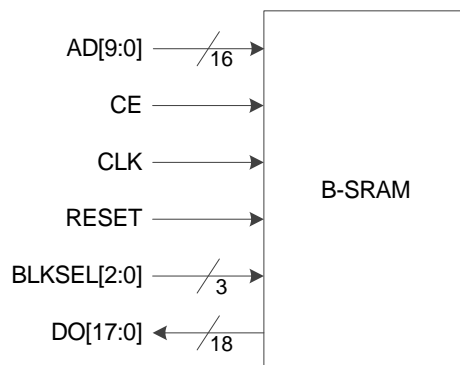 AD[9:0]
16
CE
CLK
B-SRAM
RESET
BLKSEL[2:0]
3
DO[17:0]
18